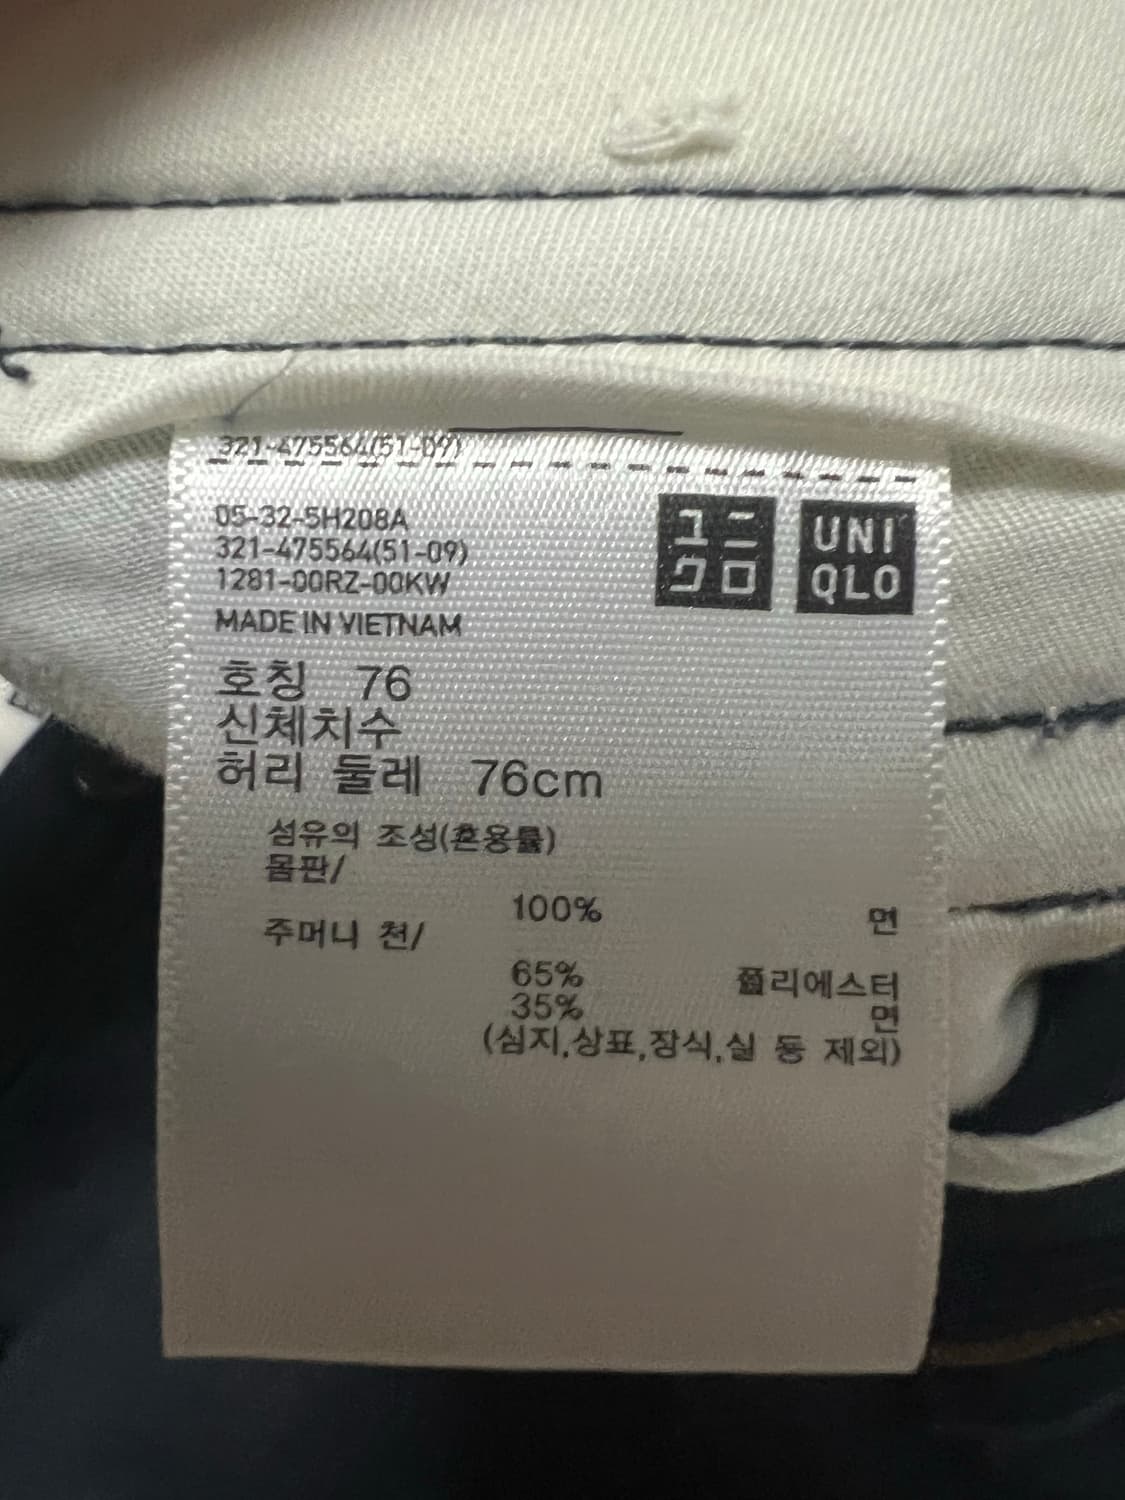 321-475564(51-09)
05-32-5H208A
321-475564(51-09)
1281-00RZ-00KW
MADE IN VIETNAM
ユニ
クロ
UNI
QLO
호칭 76
신체치수
허리 둘레 76cm
섬유의 조성(혼용률)
몸판/
100% 면
주머니 천/
65% 폴리에스터
35% 면
(심지,상표,장식,실 등 제외)